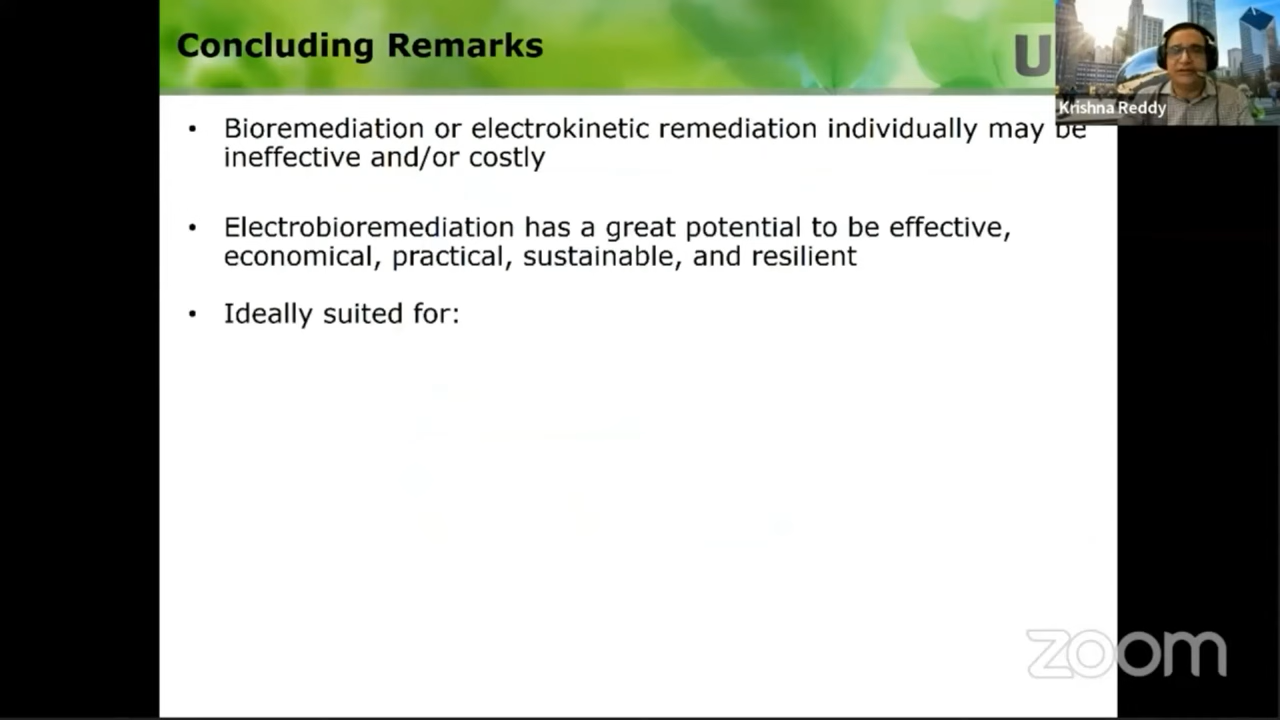 Concluding Remarks
U
Krishna Reddy
• Bioremediation or electrokinetic remediation individually may be
ineffective and/or costly
• Electrobioremediation has a great potential to be effective,
economical, practical, sustainable, and resilient
• Ideally suited for:
zoom